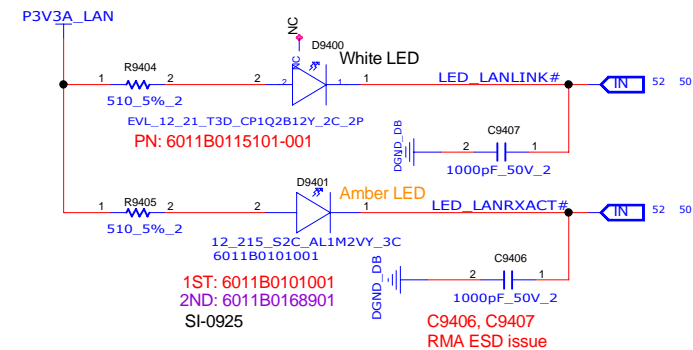 P3V3A_LAN
NC
R9404
D9400
White LED
1 2 2 NC 2 1 1 LED_LANLINK# IN 52 50
510_5%_2
EVL_12_21_T3D_CP1Q2B12Y_2C_2P
PN: 6011B0115101-001
DGND_DB
C9407
2 1
1000pF_50V_2
R9405
D9401
Amber LED
1 2 2 1 LED_LANRXACT# IN 52 50
510_5%_2
12_215_S2C_AL1M2VY_3C
6011B0101001
1ST: 6011B0101001
2ND: 6011B0168901
SI-0925
DGND_DB
C9406
2 1
1000pF_50V_2
C9406, C9407
RMA ESD issue